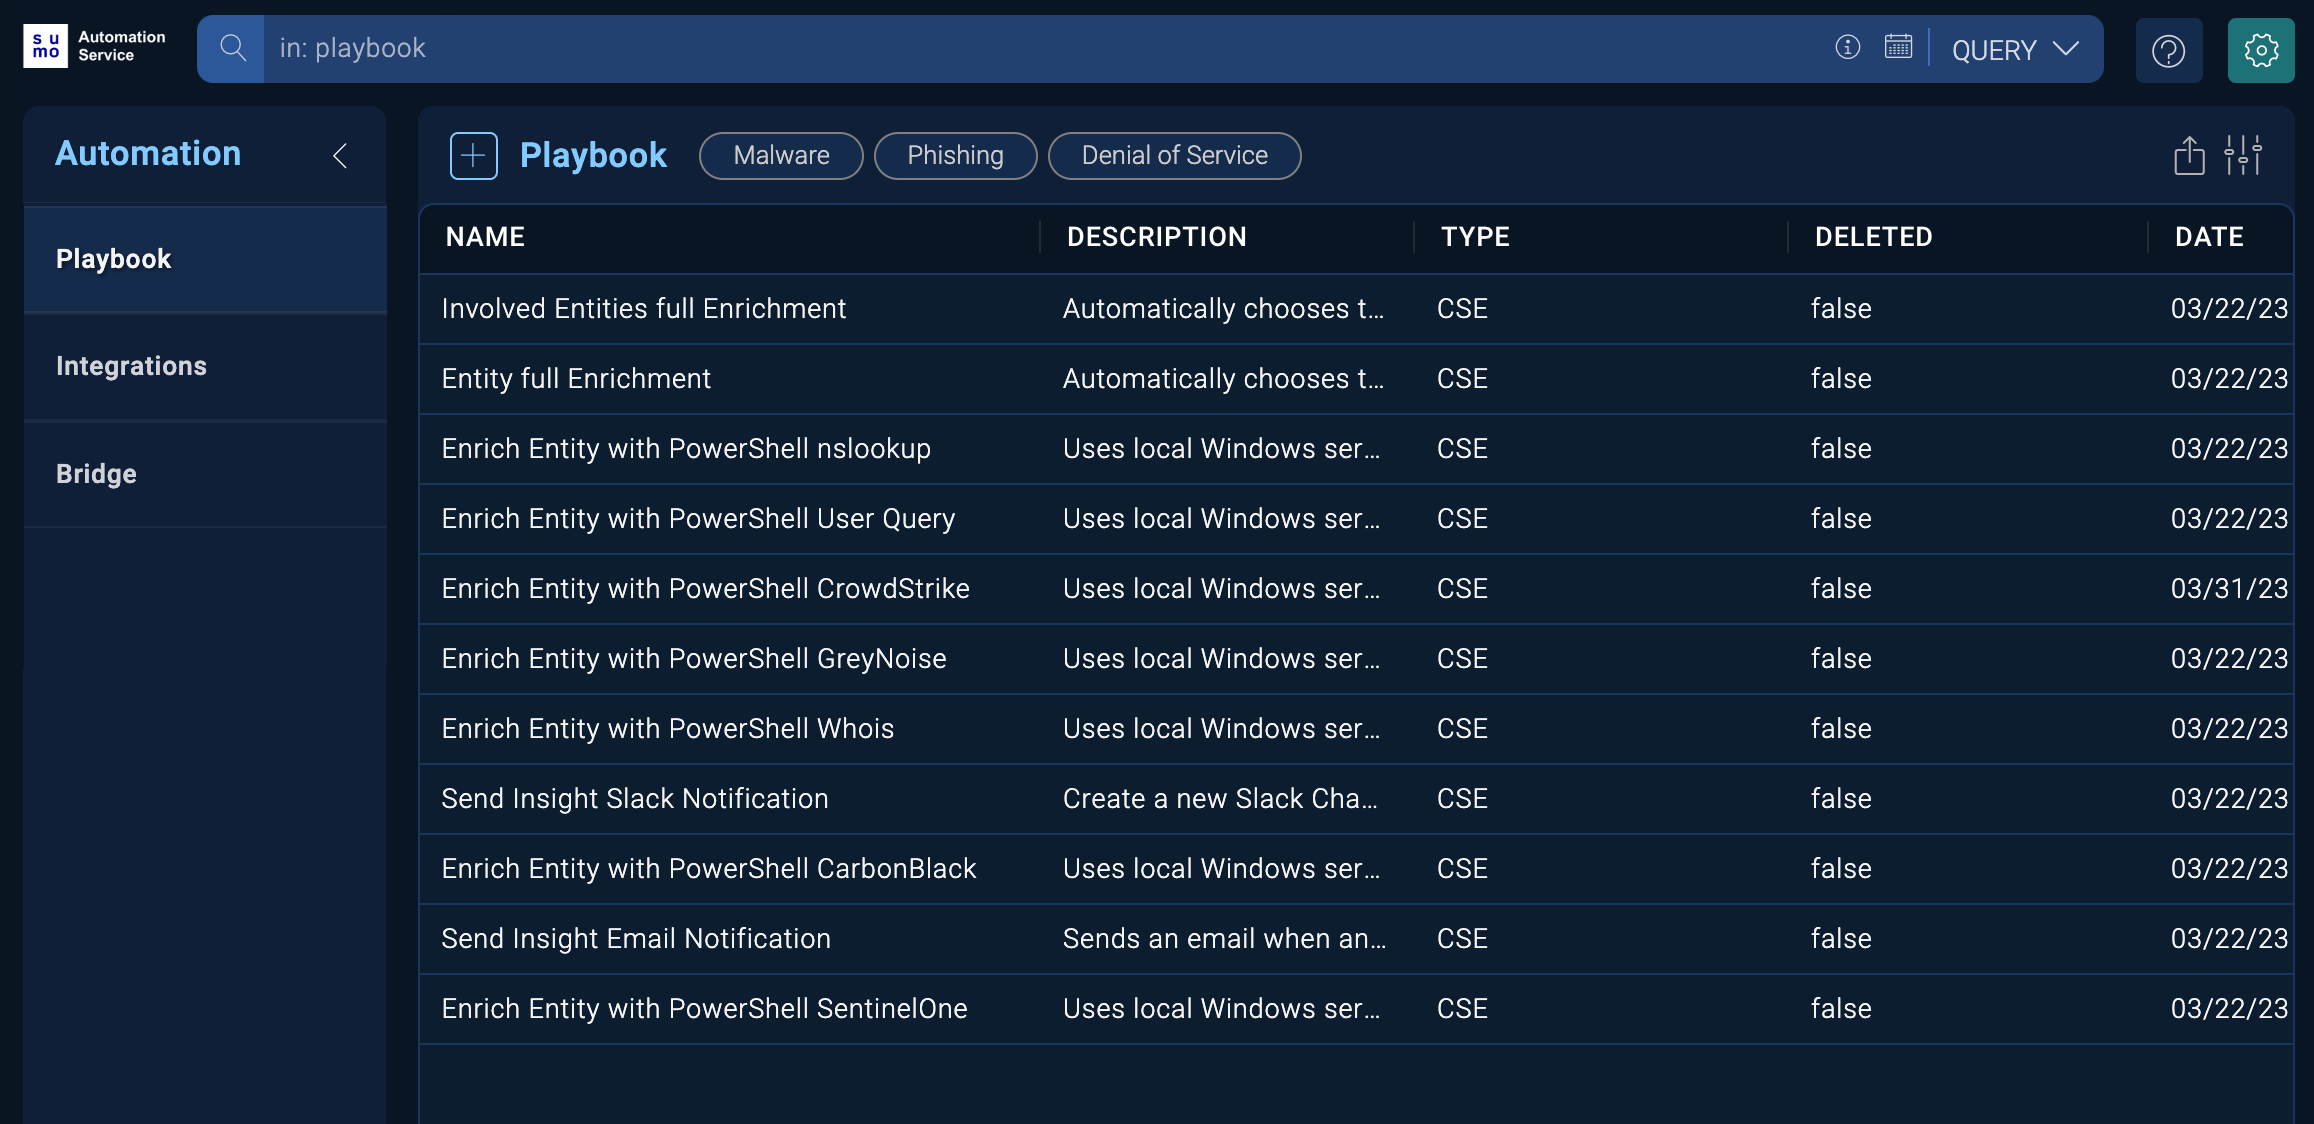 su
mo
Automation
Service
in: playbook
QUERY
Automation
Playbook
Integrations
Bridge
Playbook
Malware
Phishing
Denial of Service
NAME DESCRIPTION TYPE DELETED DATE
Involved Entities full Enrichment Automatically chooses t... CSE false 03/22/23
Entity full Enrichment Automatically chooses t... CSE false 03/22/23
Enrich Entity with PowerShell nslookup Uses local Windows ser... CSE false 03/22/23
Enrich Entity with PowerShell User Query Uses local Windows ser... CSE false 03/22/23
Enrich Entity with PowerShell CrowdStrike Uses local Windows ser... CSE false 03/31/23
Enrich Entity with PowerShell GreyNoise Uses local Windows ser... CSE false 03/22/23
Enrich Entity with PowerShell Whois Uses local Windows ser... CSE false 03/22/23
Send Insight Slack Notification Create a new Slack Cha... CSE false 03/22/23
Enrich Entity with PowerShell CarbonBlack Uses local Windows ser... CSE false 03/22/23
Send Insight Email Notification Sends an email when an... CSE false 03/22/23
Enrich Entity with PowerShell SentinelOne Uses local Windows ser... CSE false 03/22/23